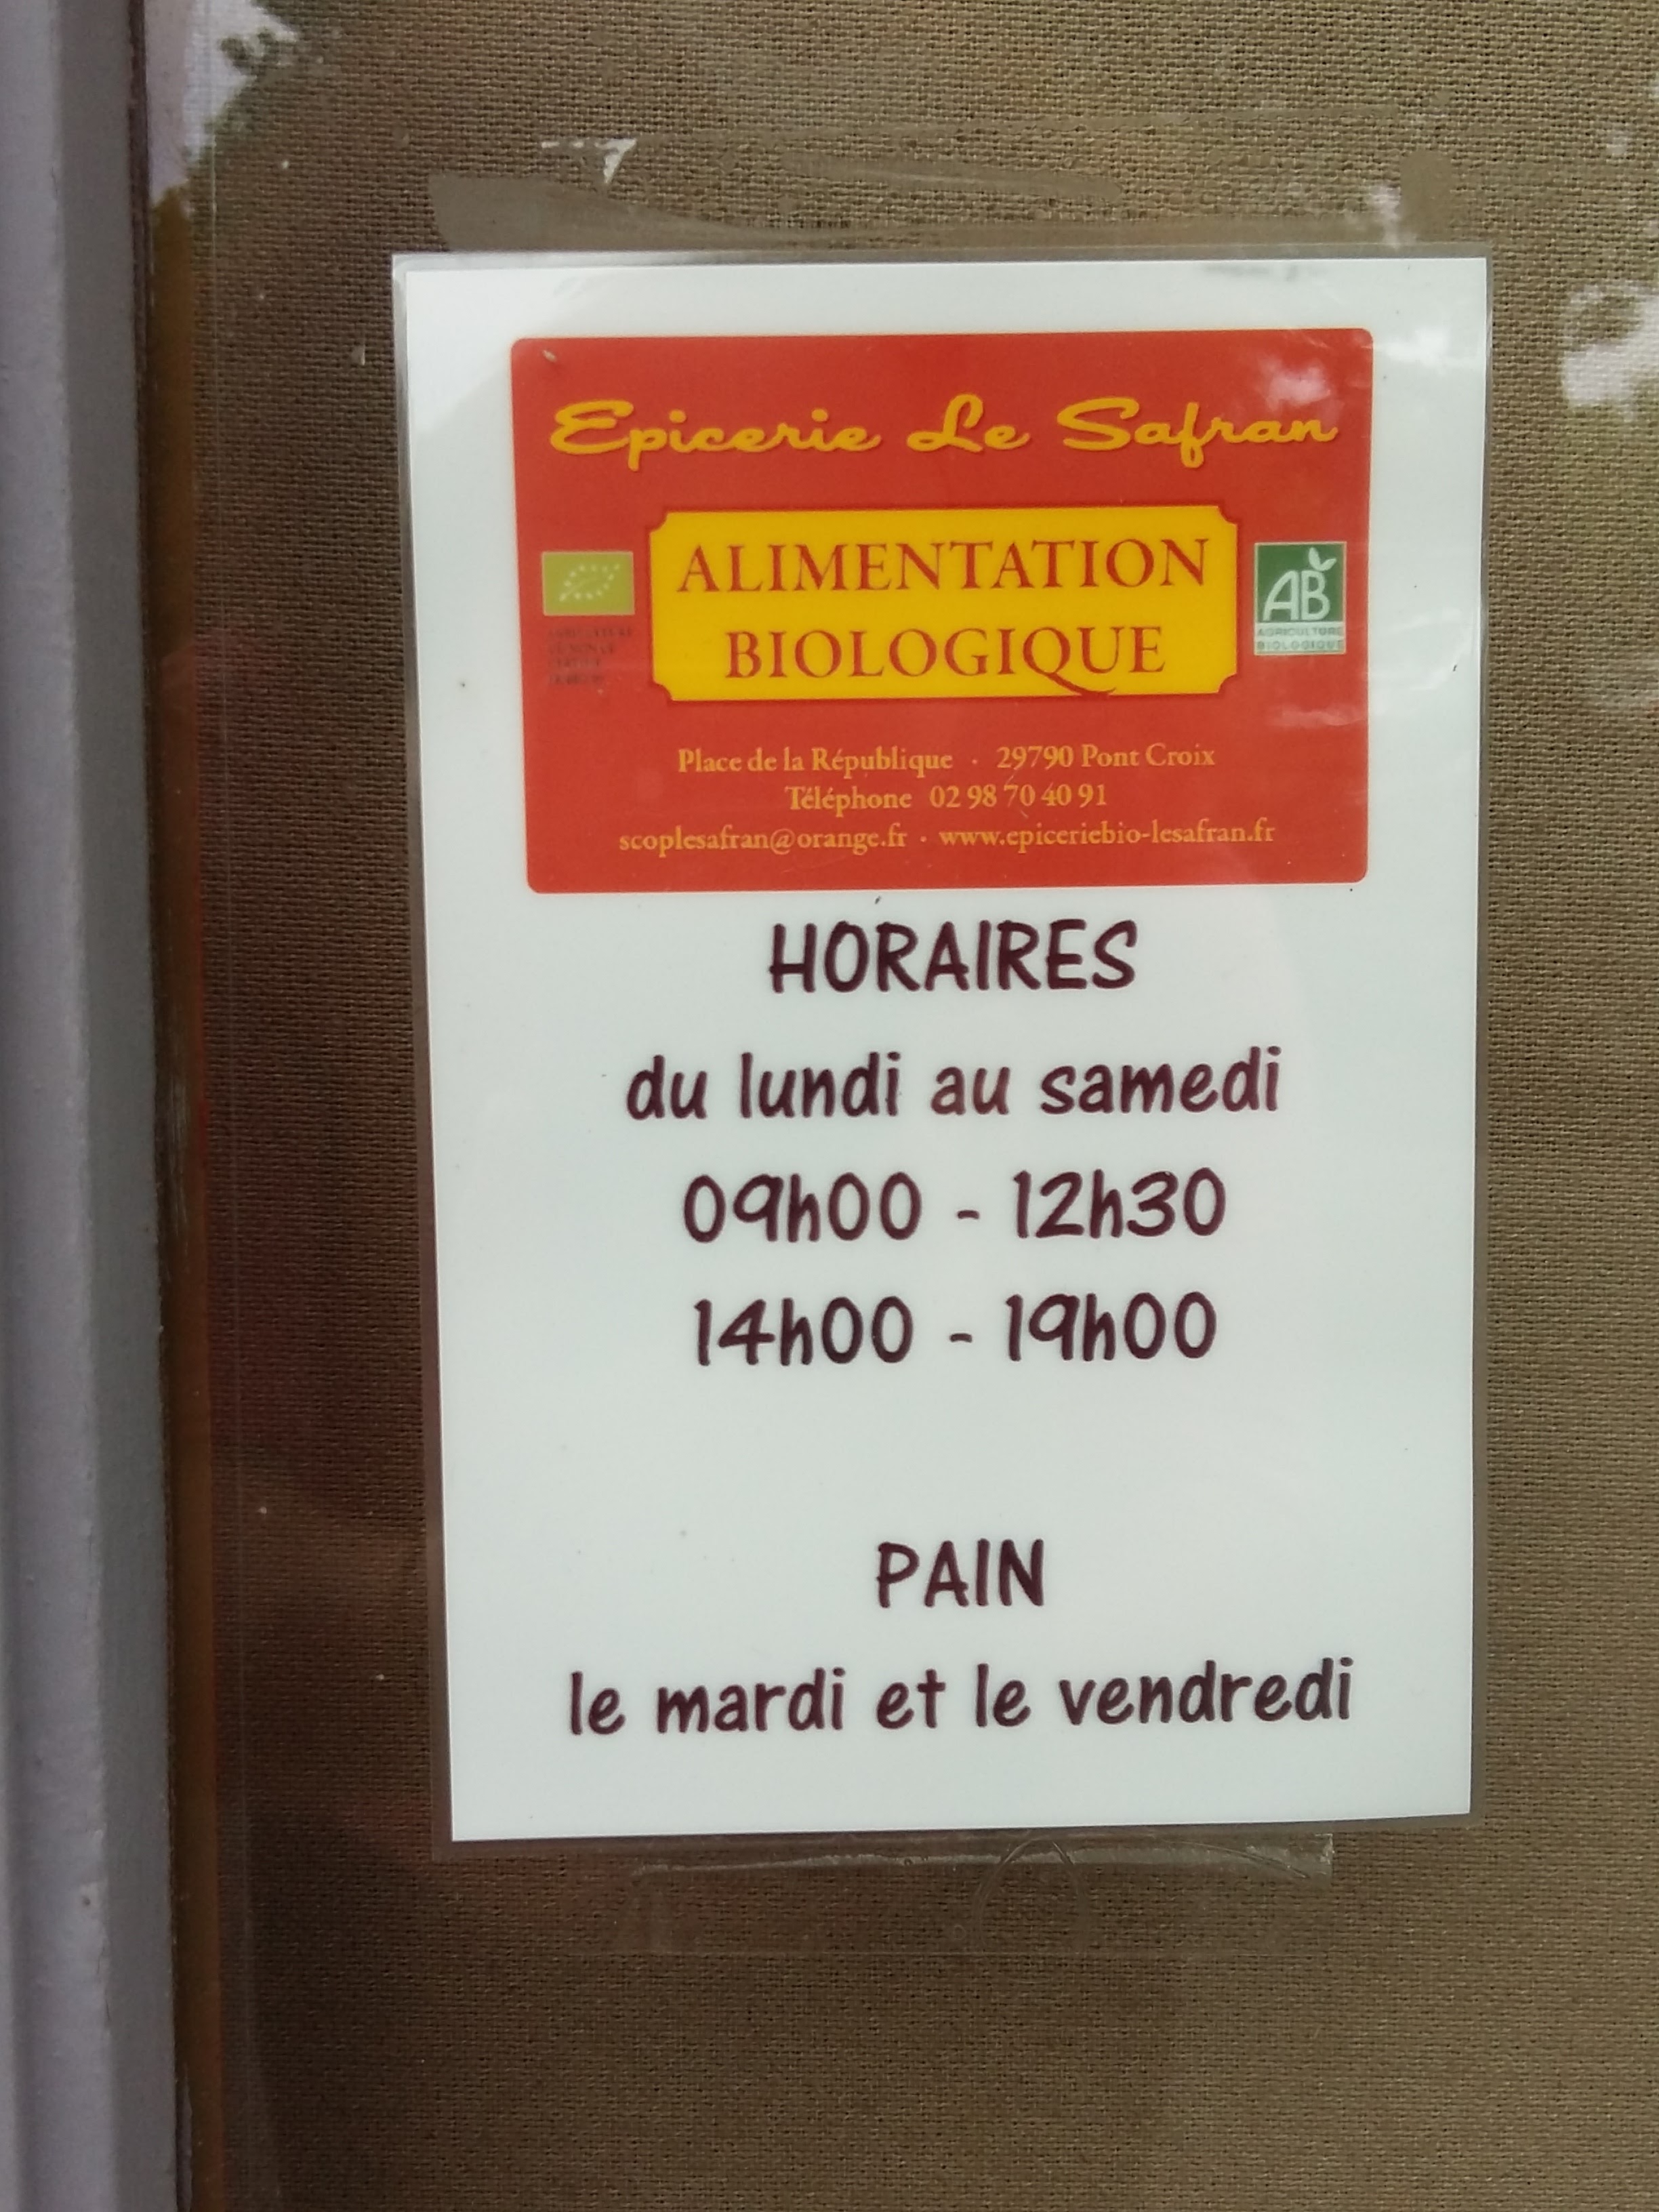 Epicerie Le Safran
ALIMENTATION
BIOLOGIQUE
AB
AGRICULTURE
BIOLOGIQUE
Place de la République · 29790 Pont Croix
Téléphone 02 98 70 40 91
scoplesafran@orange.fr · www.epiceriebio-lesafran.fr
HORAIRES
du lundi au samedi
09h00 - 12h30
14h00 - 19h00
PAIN
le mardi et le vendredi